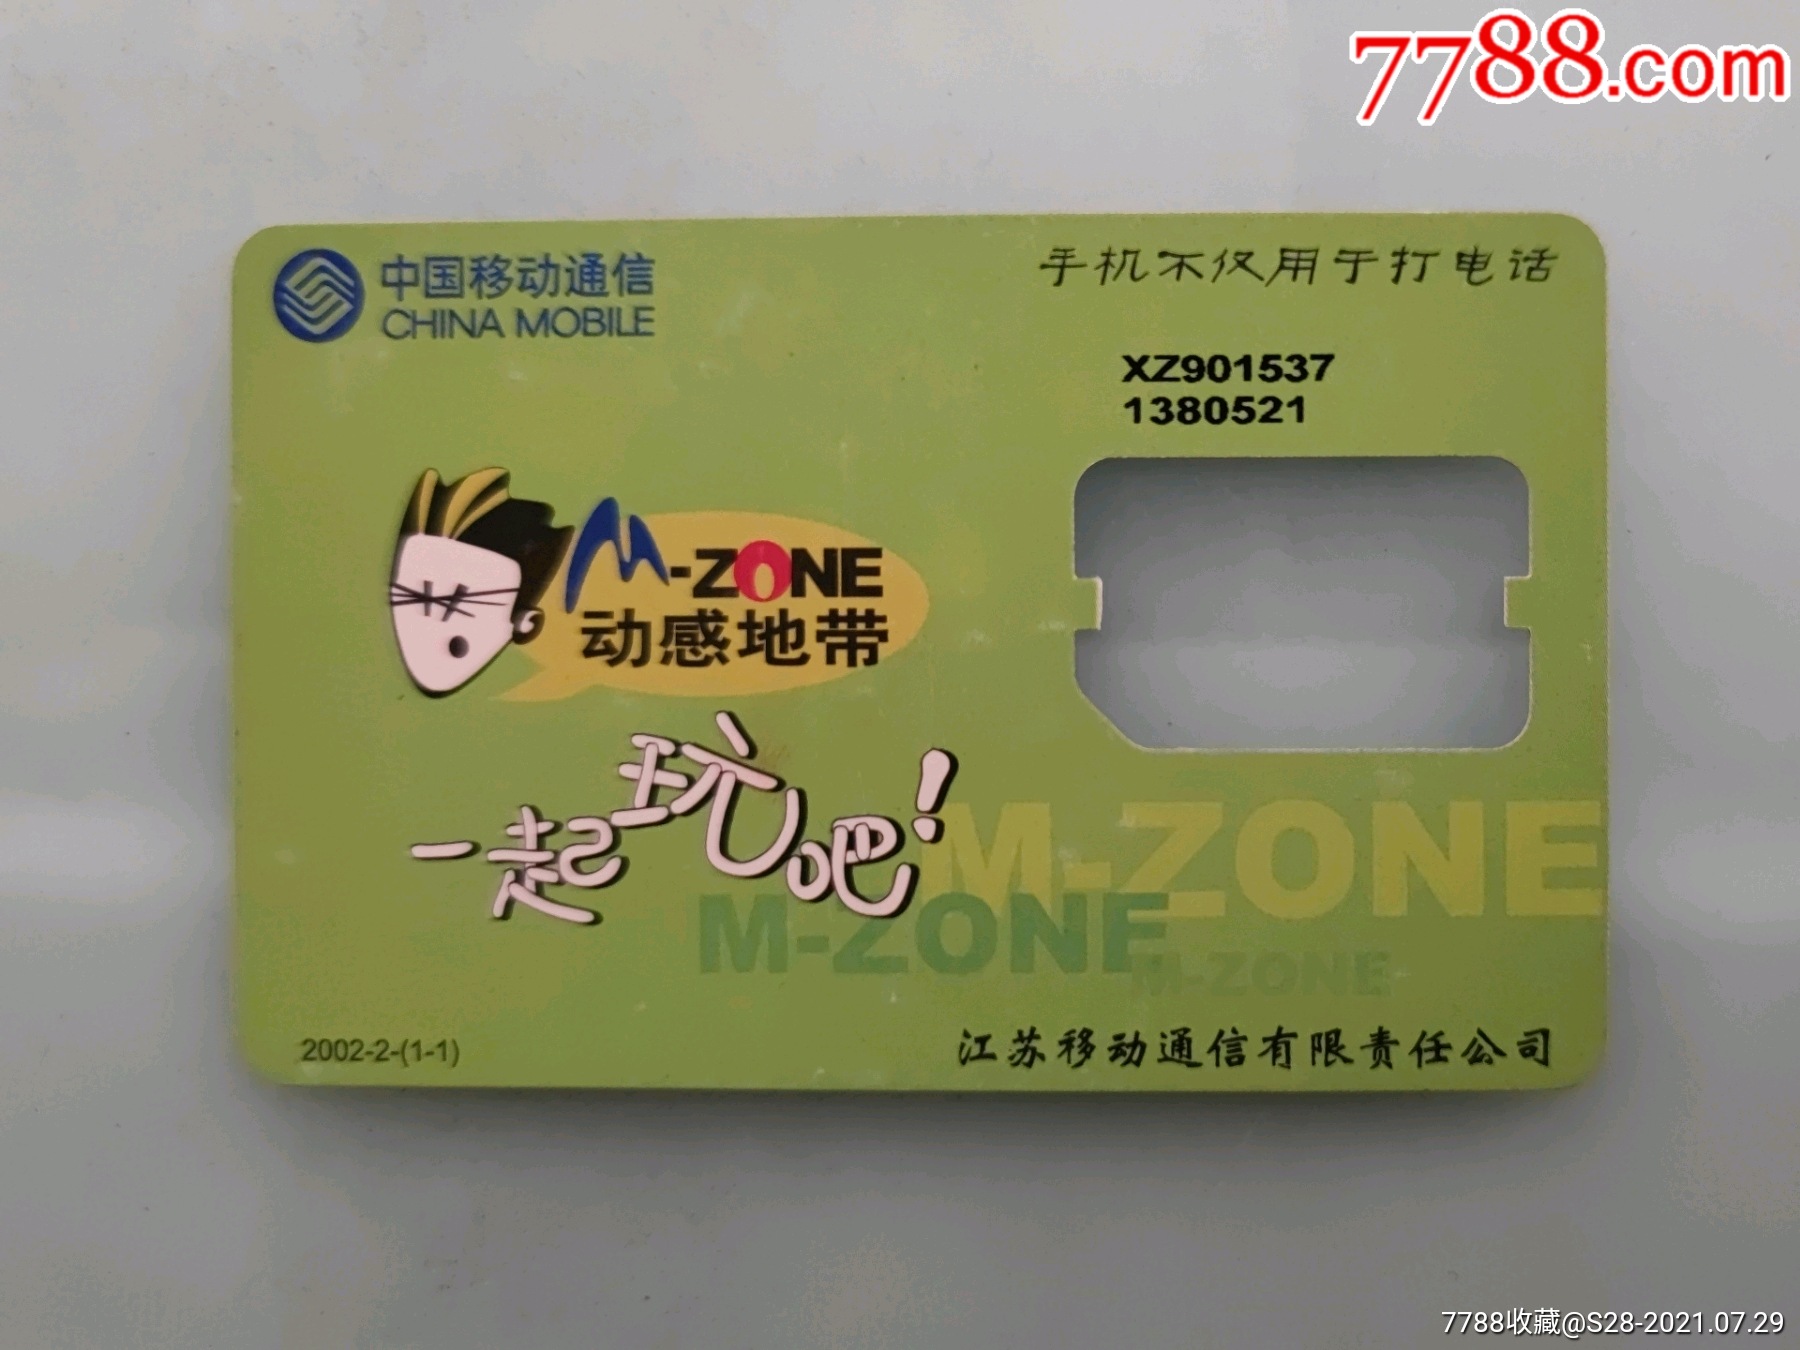 7788.com
中国移动通信
CHINA MOBILE
手机不仅用于打电话
XZ901537
1380521
M-ZONE
动感地带
一起玩吧!
M-ZONE
M-ZONE
M-ZONE
2002-2-(1-1)
江苏移动通信有限责任公司
7788收藏@S28-2021.07.29